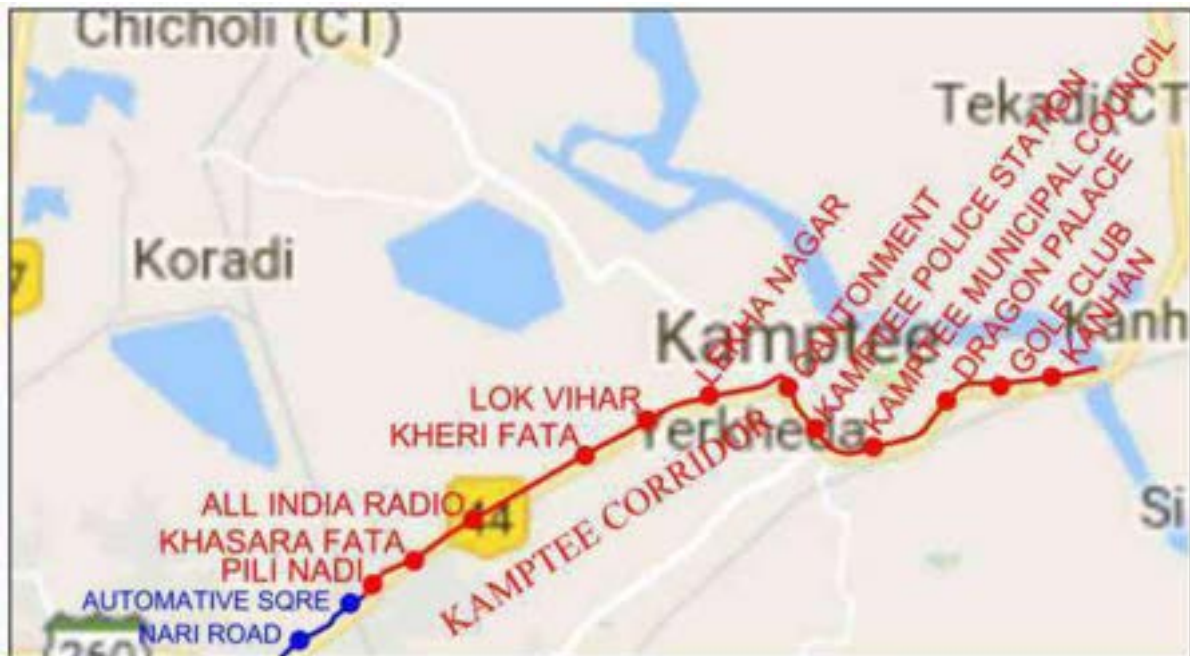 Chicholi (CT)
Tekadi(CT
Koradi
7
Kamptee
Kanh
Yerkheda
Si
44
260
KAMPTEE CORRIDOR
NARI ROAD
AUTOMATIVE SQRE
PILI NADI
KHASARA FATA
ALL INDIA RADIO
KHERI FATA
LOK VIHAR
LEKHA NAGAR
CANTONMENT
KAMPTEE POLICE STATION
KAMPTEE MUNICIPAL COUNCIL
DRAGON PALACE
GOLF CLUB
KANHAN